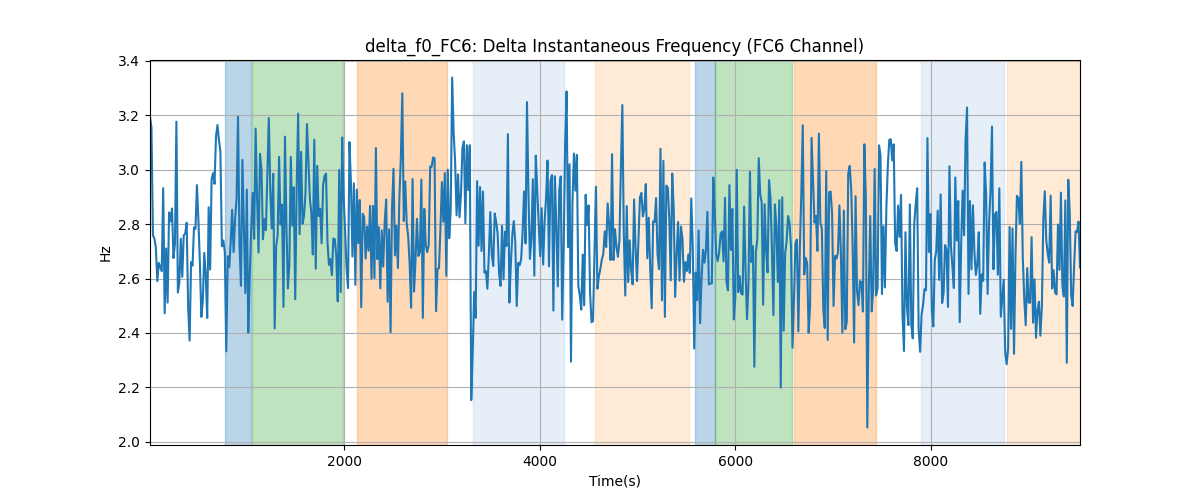 delta_f0_FC6: Delta Instantaneous Frequency (FC6 Channel)
3.4
3.2
3.0
2.8
2.6
2.4
2.2
2.0
Hz
2000 4000 6000 8000
Time(s)